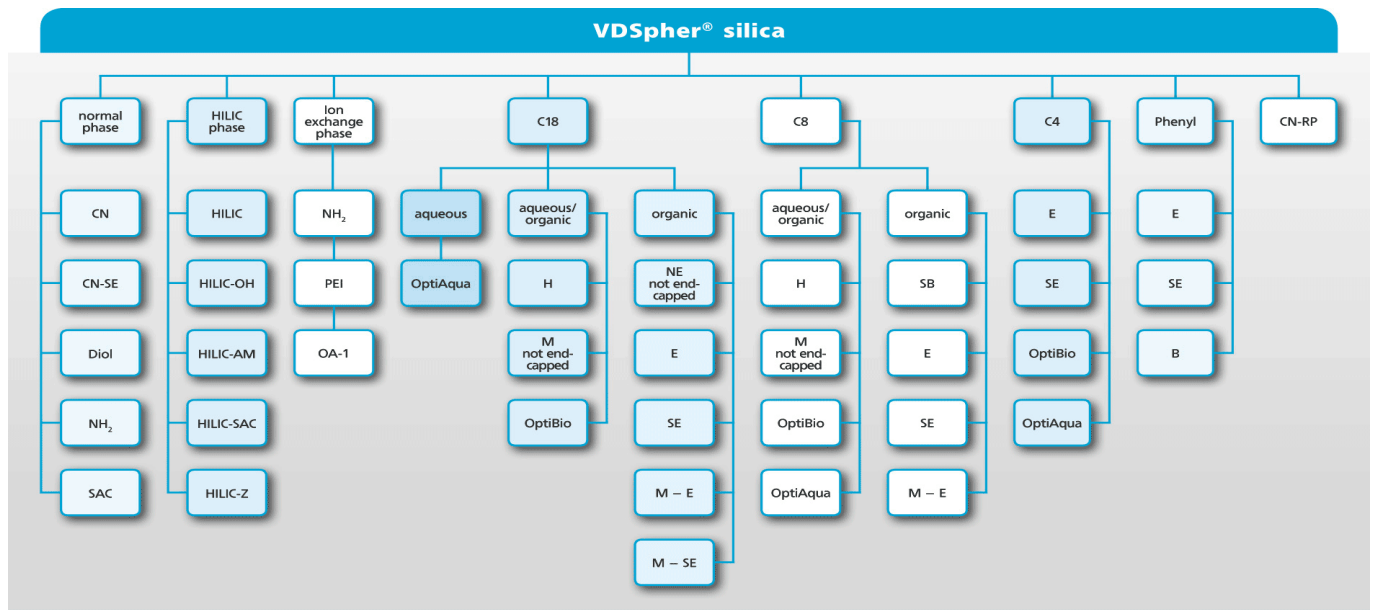 VDSpher® silica
normal
phase
HILIC
phase
Ion
exchange
phase
C18
C8
C4
Phenyl
CN-RP
CN
HILIC
NH₂
aqueous
aqueous/
organic
organic
aqueous/
organic
organic
E
E
CN-SE
HILIC-OH
PEI
OptiAqua
H
NE
not end-
capped
H
SB
SE
SE
Diol
HILIC-AM
OA-1
M
not end-
capped
E
M
not end-
capped
E
OptiBio
B
NH₂
HILIC-SAC
OptiBio
SE
OptiBio
SE
OptiAqua
SAC
HILIC-Z
M – E
OptiAqua
M – E
M – SE